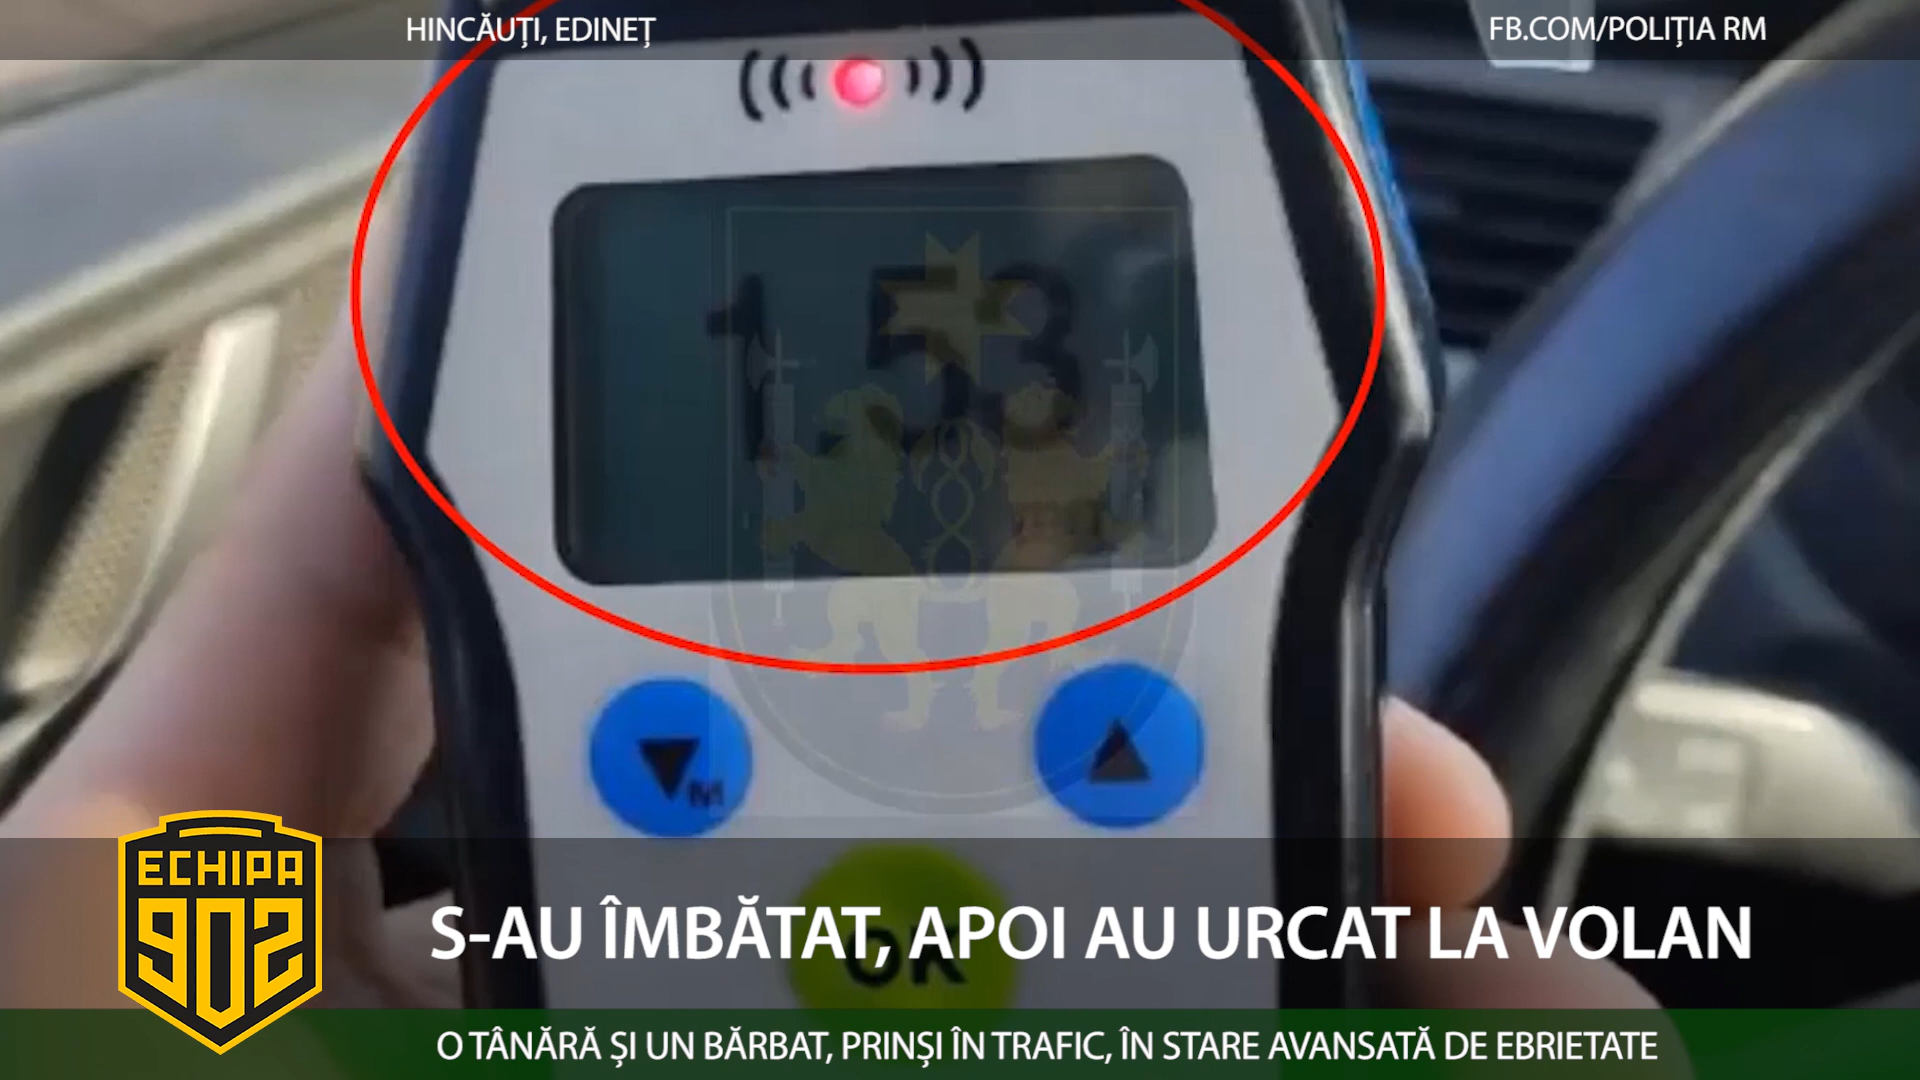 HINCĂUȚI, EDINEȚ
FB.COM/POLIȚIA RM
1.53
M
OK
ECHIPA
902
S-AU ÎMBĂTAT, APOI AU URCAT LA VOLAN
O TÂNĂRĂ ȘI UN BĂRBAT, PRINȘI ÎN TRAFIC, ÎN STARE AVANSATĂ DE EBRIETATE